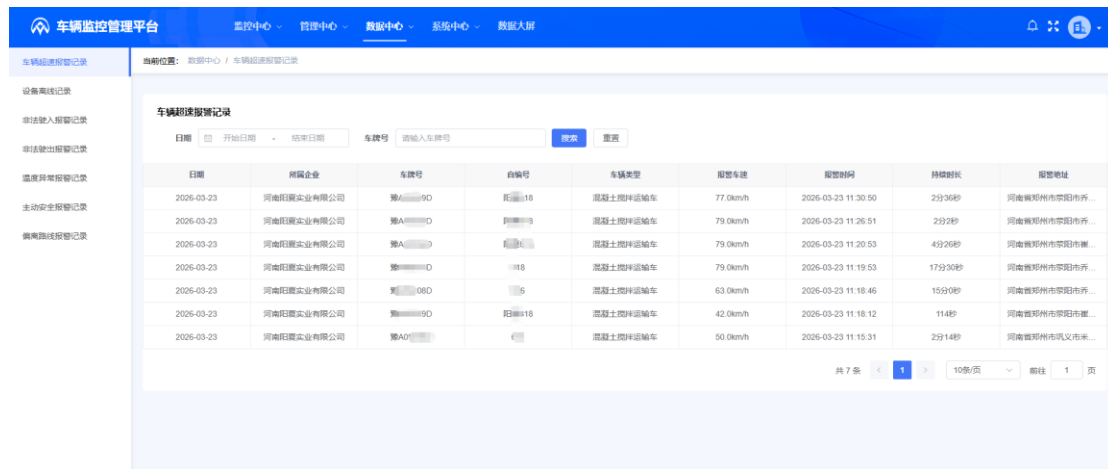 车辆监控管理平台 监控中心 管理中心 数据中心 系统中心 数据大屏
车辆超速报警记录
设备离线记录
非法驶入报警记录
非法驶出报警记录
温度异常报警记录
主动安全报警记录
偏离路线报警记录
当前位置： 数据中心 / 车辆超速报警记录
车辆超速报警记录
日期 开始日期 - 结束日期 车牌号 请输入车牌号 搜索 重置
日期 所属企业 车牌号 自编号 车辆类型 报警车速 报警时间 持续时长 报警地址
2026-03-23 河南阳夏实业有限公司 豫A 9D 阳 18 混凝土搅拌运输车 77.0km/h 2026-03-23 11:30:50 2分36秒 河南省郑州市荥阳市乔...
2026-03-23 河南阳夏实业有限公司 豫A D 混凝土搅拌运输车 79.0km/h 2026-03-23 11:26:51 2分2秒 河南省郑州市荥阳市乔...
2026-03-23 河南阳夏实业有限公司 豫A 混凝土搅拌运输车 79.0km/h 2026-03-23 11:20:53 4分26秒 河南省郑州市荥阳市崔...
2026-03-23 河南阳夏实业有限公司 豫 D 18 混凝土搅拌运输车 79.0km/h 2026-03-23 11:19:53 17分30秒 河南省郑州市荥阳市乔...
2026-03-23 河南阳夏实业有限公司 08D 6 混凝土搅拌运输车 63.0km/h 2026-03-23 11:18:46 15分0秒 河南省郑州市荥阳市乔...
2026-03-23 河南阳夏实业有限公司 豫 9D 阳 18 混凝土搅拌运输车 42.0km/h 2026-03-23 11:18:12 114秒 河南省郑州市荥阳市崔...
2026-03-23 河南阳夏实业有限公司 豫A0 混凝土搅拌运输车 50.0km/h 2026-03-23 11:15:31 2分14秒 河南省郑州市巩义市米...
共 7 条 < 1 > 10条/页 前往 1 页